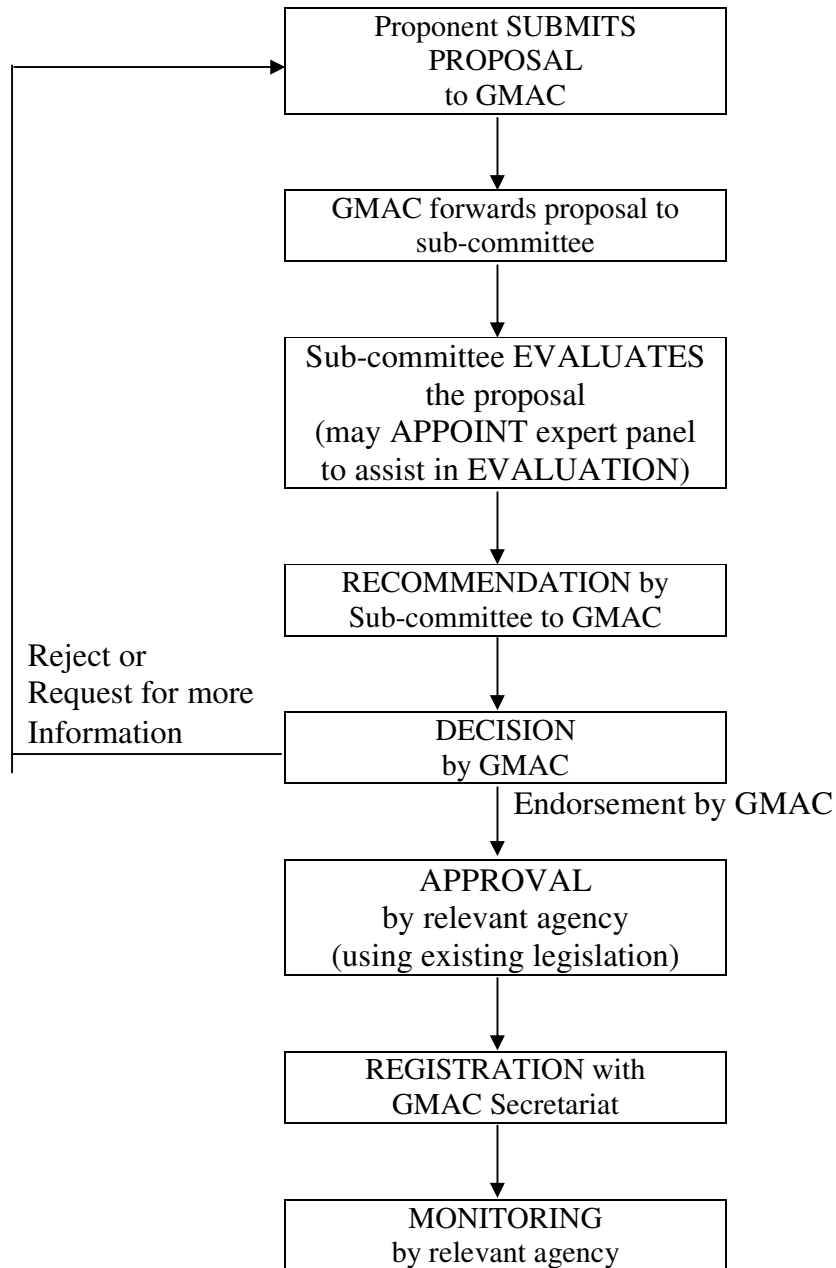 Proponent SUBMITS
PROPOSAL
to GMAC
GMAC forwards proposal to
sub-committee
Sub-committee EVALUATES
the proposal
(may APPOINT expert panel
to assist in EVALUATION)
RECOMMENDATION by
Sub-committee to GMAC
Reject or
Request for more
Information
DECISION
by GMAC
Endorsement by GMAC
APPROVAL
by relevant agency
(using existing legislation)
REGISTRATION with
GMAC Secretariat
MONITORING
by relevant agency